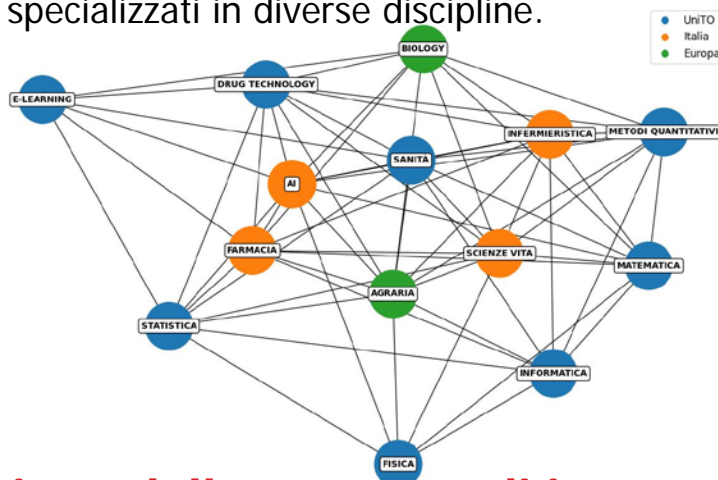 specializzati in diverse discipline.
UniTO
Italia
Europa
BIOLOGY
DRUG TECHNOLOGY
E-LEARNING
INFERMIERISTICA
METODI QUANTITATIVI
SANITÀ
AI
FARMACIA
SCIENZE VITA
MATEMATICA
AGRARIA
STATISTICA
INFORMATICA
FISICA